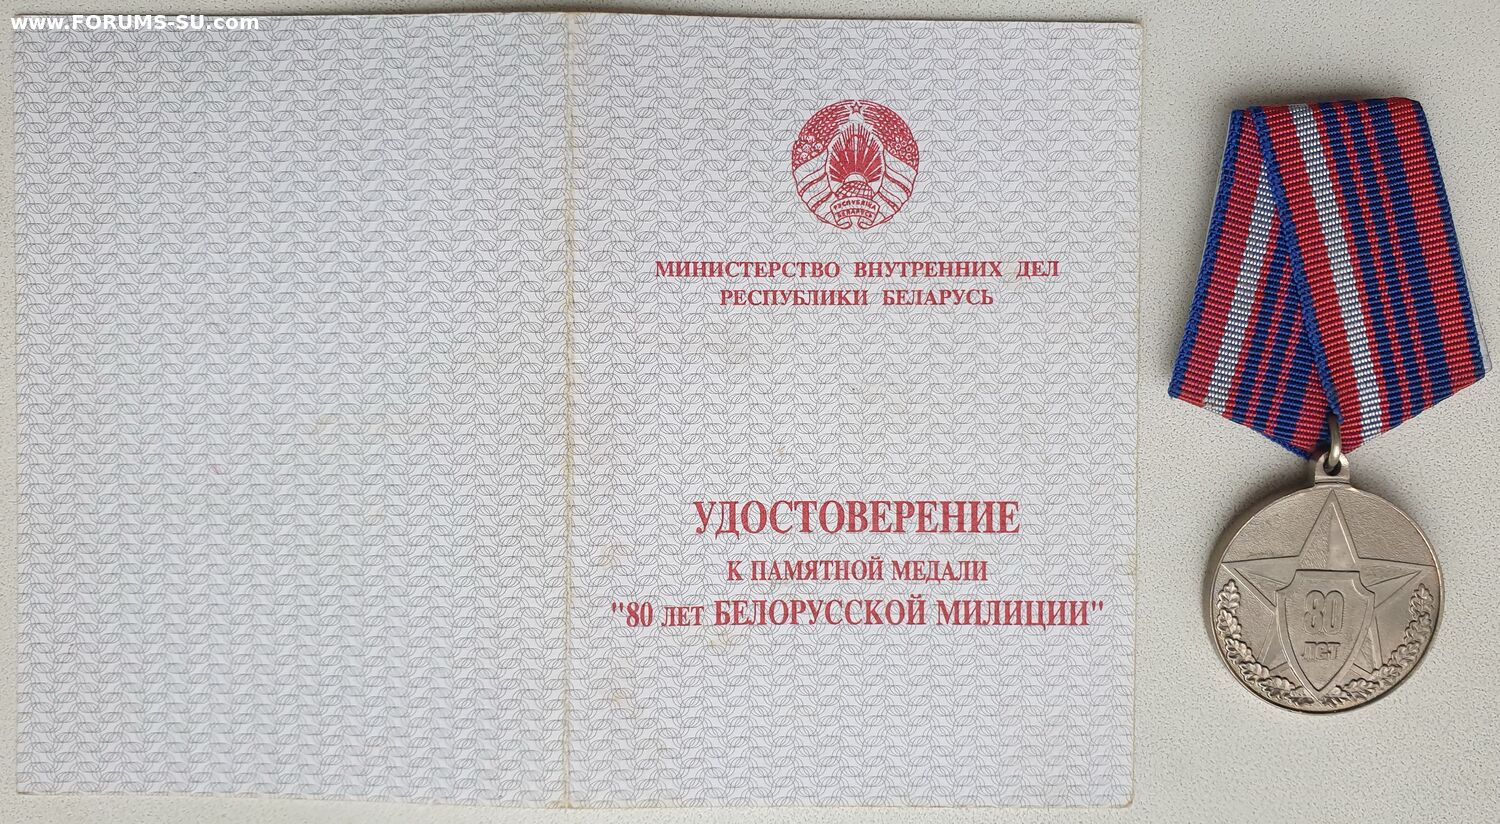 www.FORUMS-SU.com
РЭСПУБЛІКА
БЕЛАРУСЬ
МИНИСТЕРСТВО ВНУТРЕННИХ ДЕЛ
РЕСПУБЛИКИ БЕЛАРУСЬ
УДОСТОВЕРЕНИЕ
К ПАМЯТНОЙ МЕДАЛИ
"80 ЛЕТ БЕЛОРУССКОЙ МИЛИЦИИ"
80
ЛЕТ